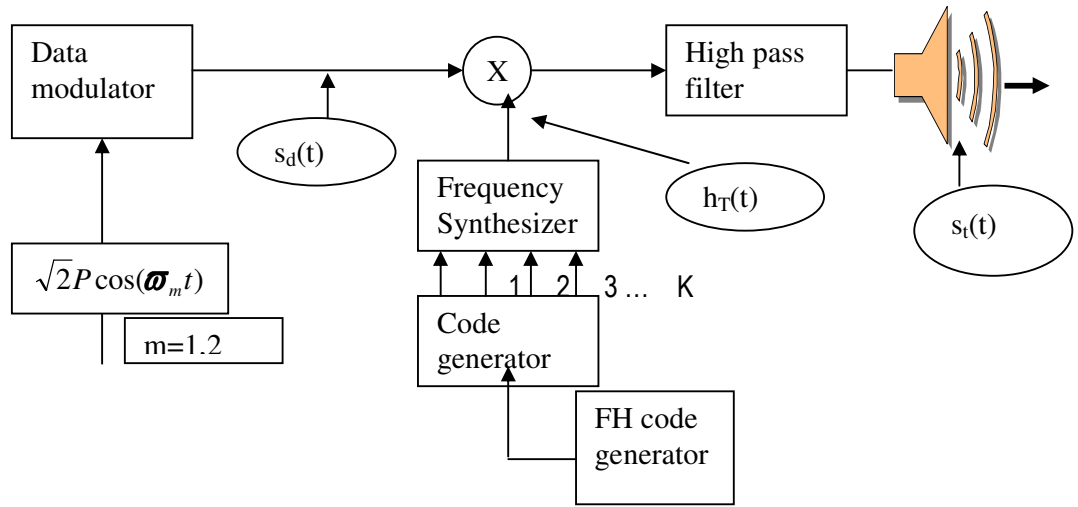 Data
modulator
X
High pass
filter
s_d(t)
Frequency
Synthesizer
h_T(t)
s_t(t)
√2P cos(ϖ_m t)
1 2 3 ... K
Code
generator
m=1,2
FH code
generator